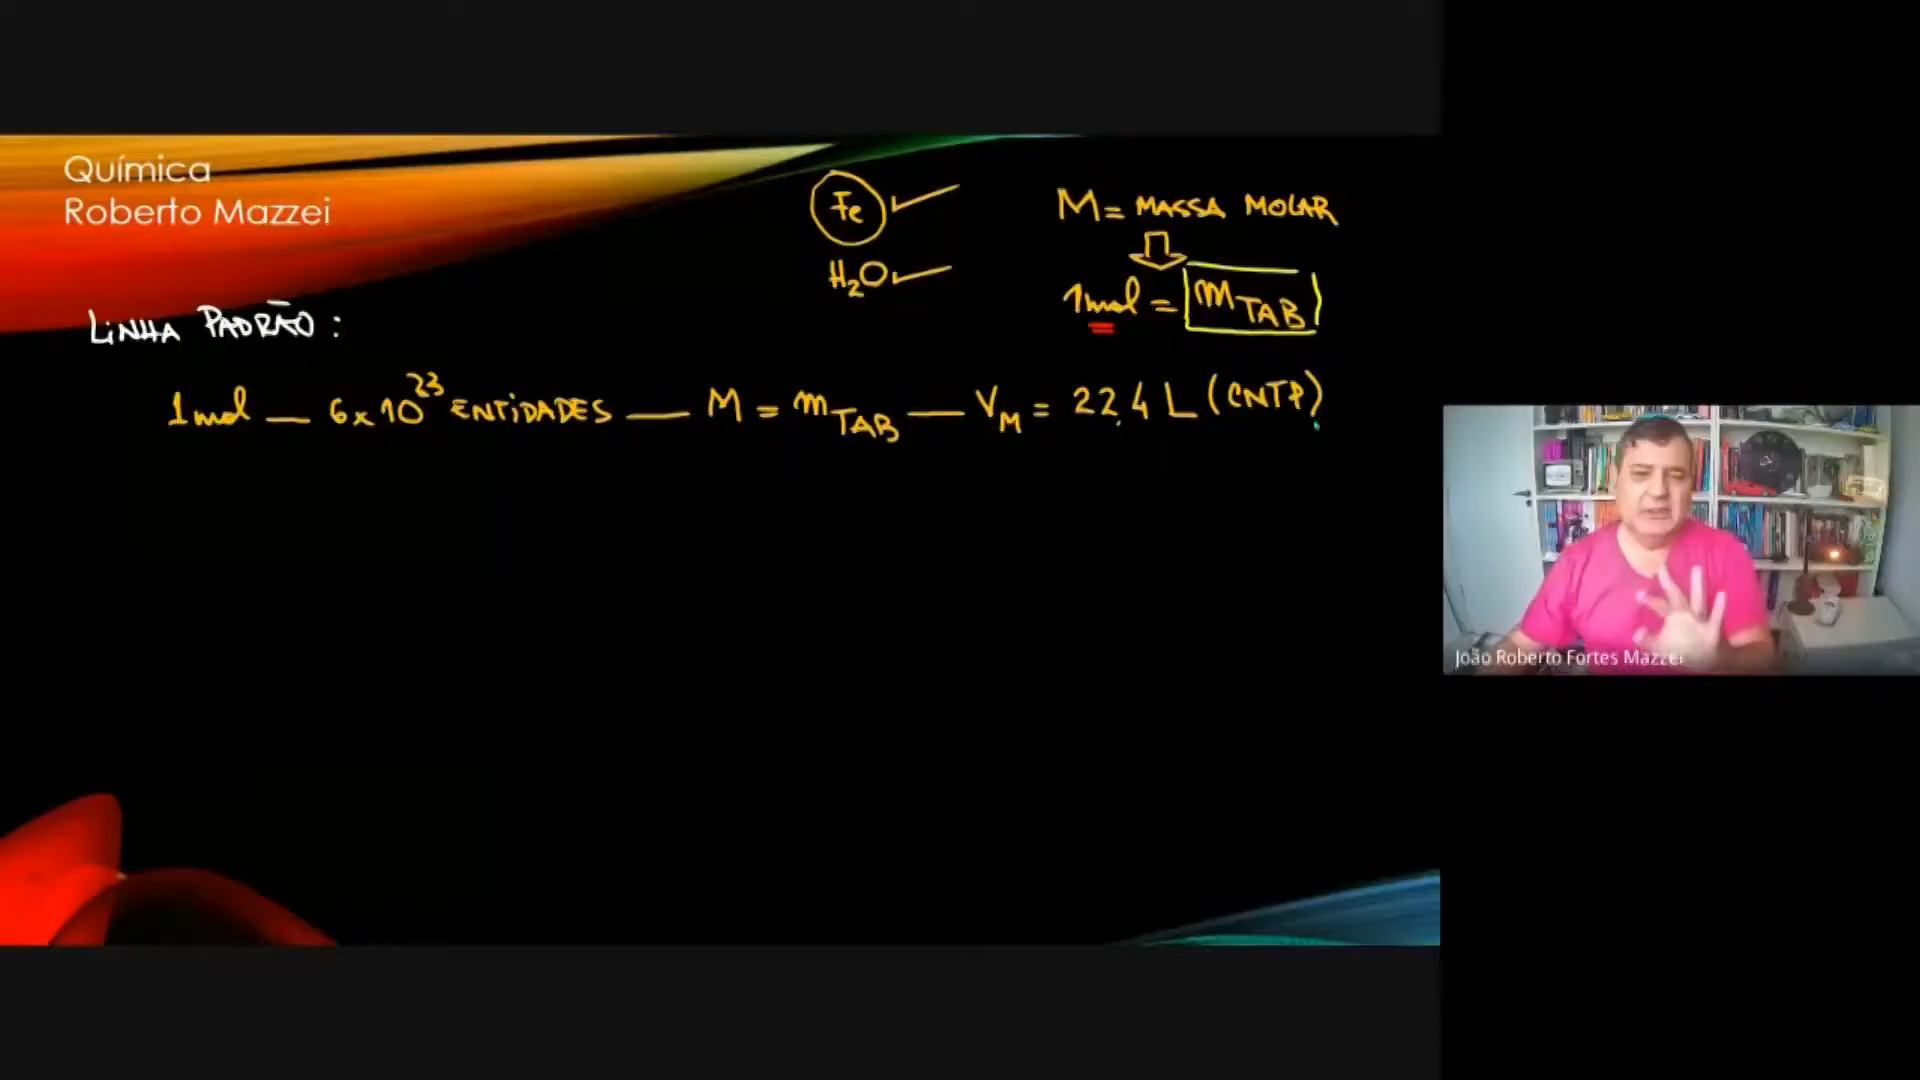 Química
Roberto Mazzei
Fe
H₂O
M = MASSA MOLAR
1mol = mTAB
LINHA PADRÃO:
1mol — 6x10²³ ENTIDADES — M = mTAB — VM = 22,4 L (CNTP)
João Roberto Fortes Mazzei